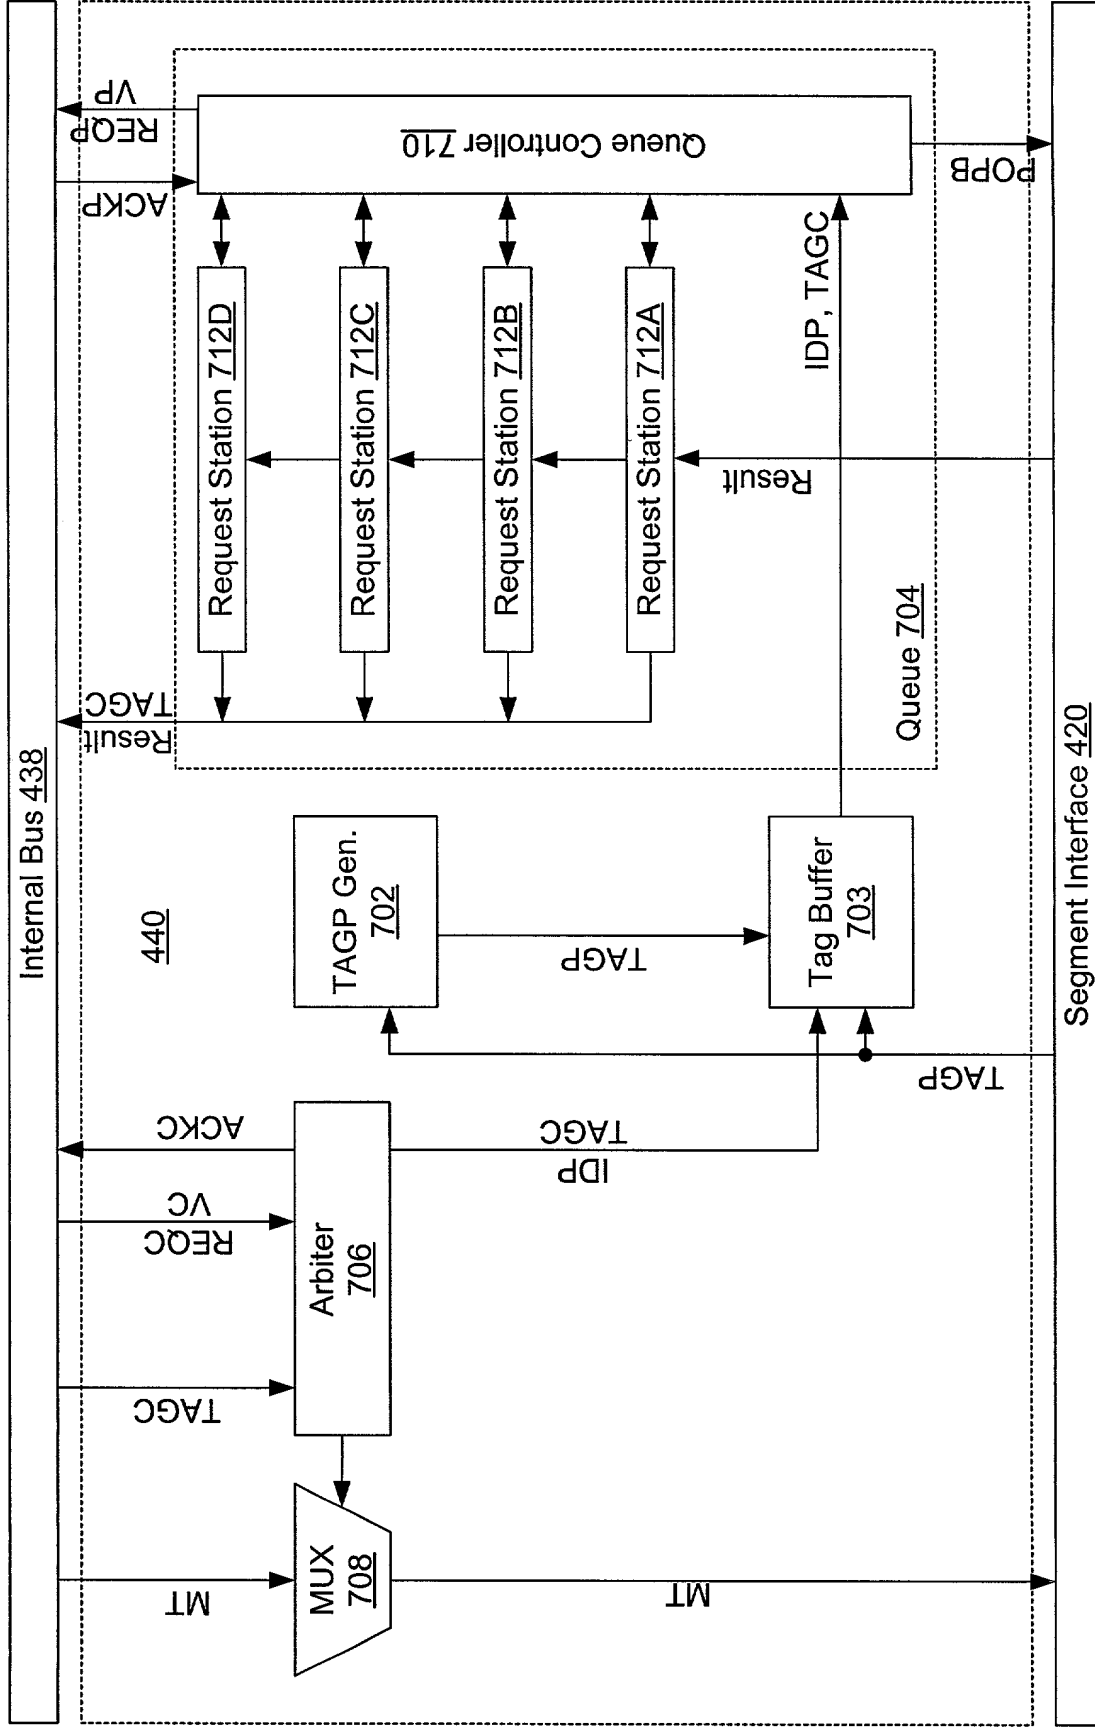 Internal Bus 438
440
MT
TAGC
REQC
VC
ACKC
Result
TAGC
ACKP
REQP
VP
MUX
708
Arbiter
706
TAGP Gen.
702
Request Station 712D
Request Station 712C
Request Station 712B
Request Station 712A
Queue Controller 710
MT
IDP
TAGC
TAGP
Tag Buffer
703
Result
IDP, TAGC
Queue 704
TAGP
POPB
Segment Interface 420